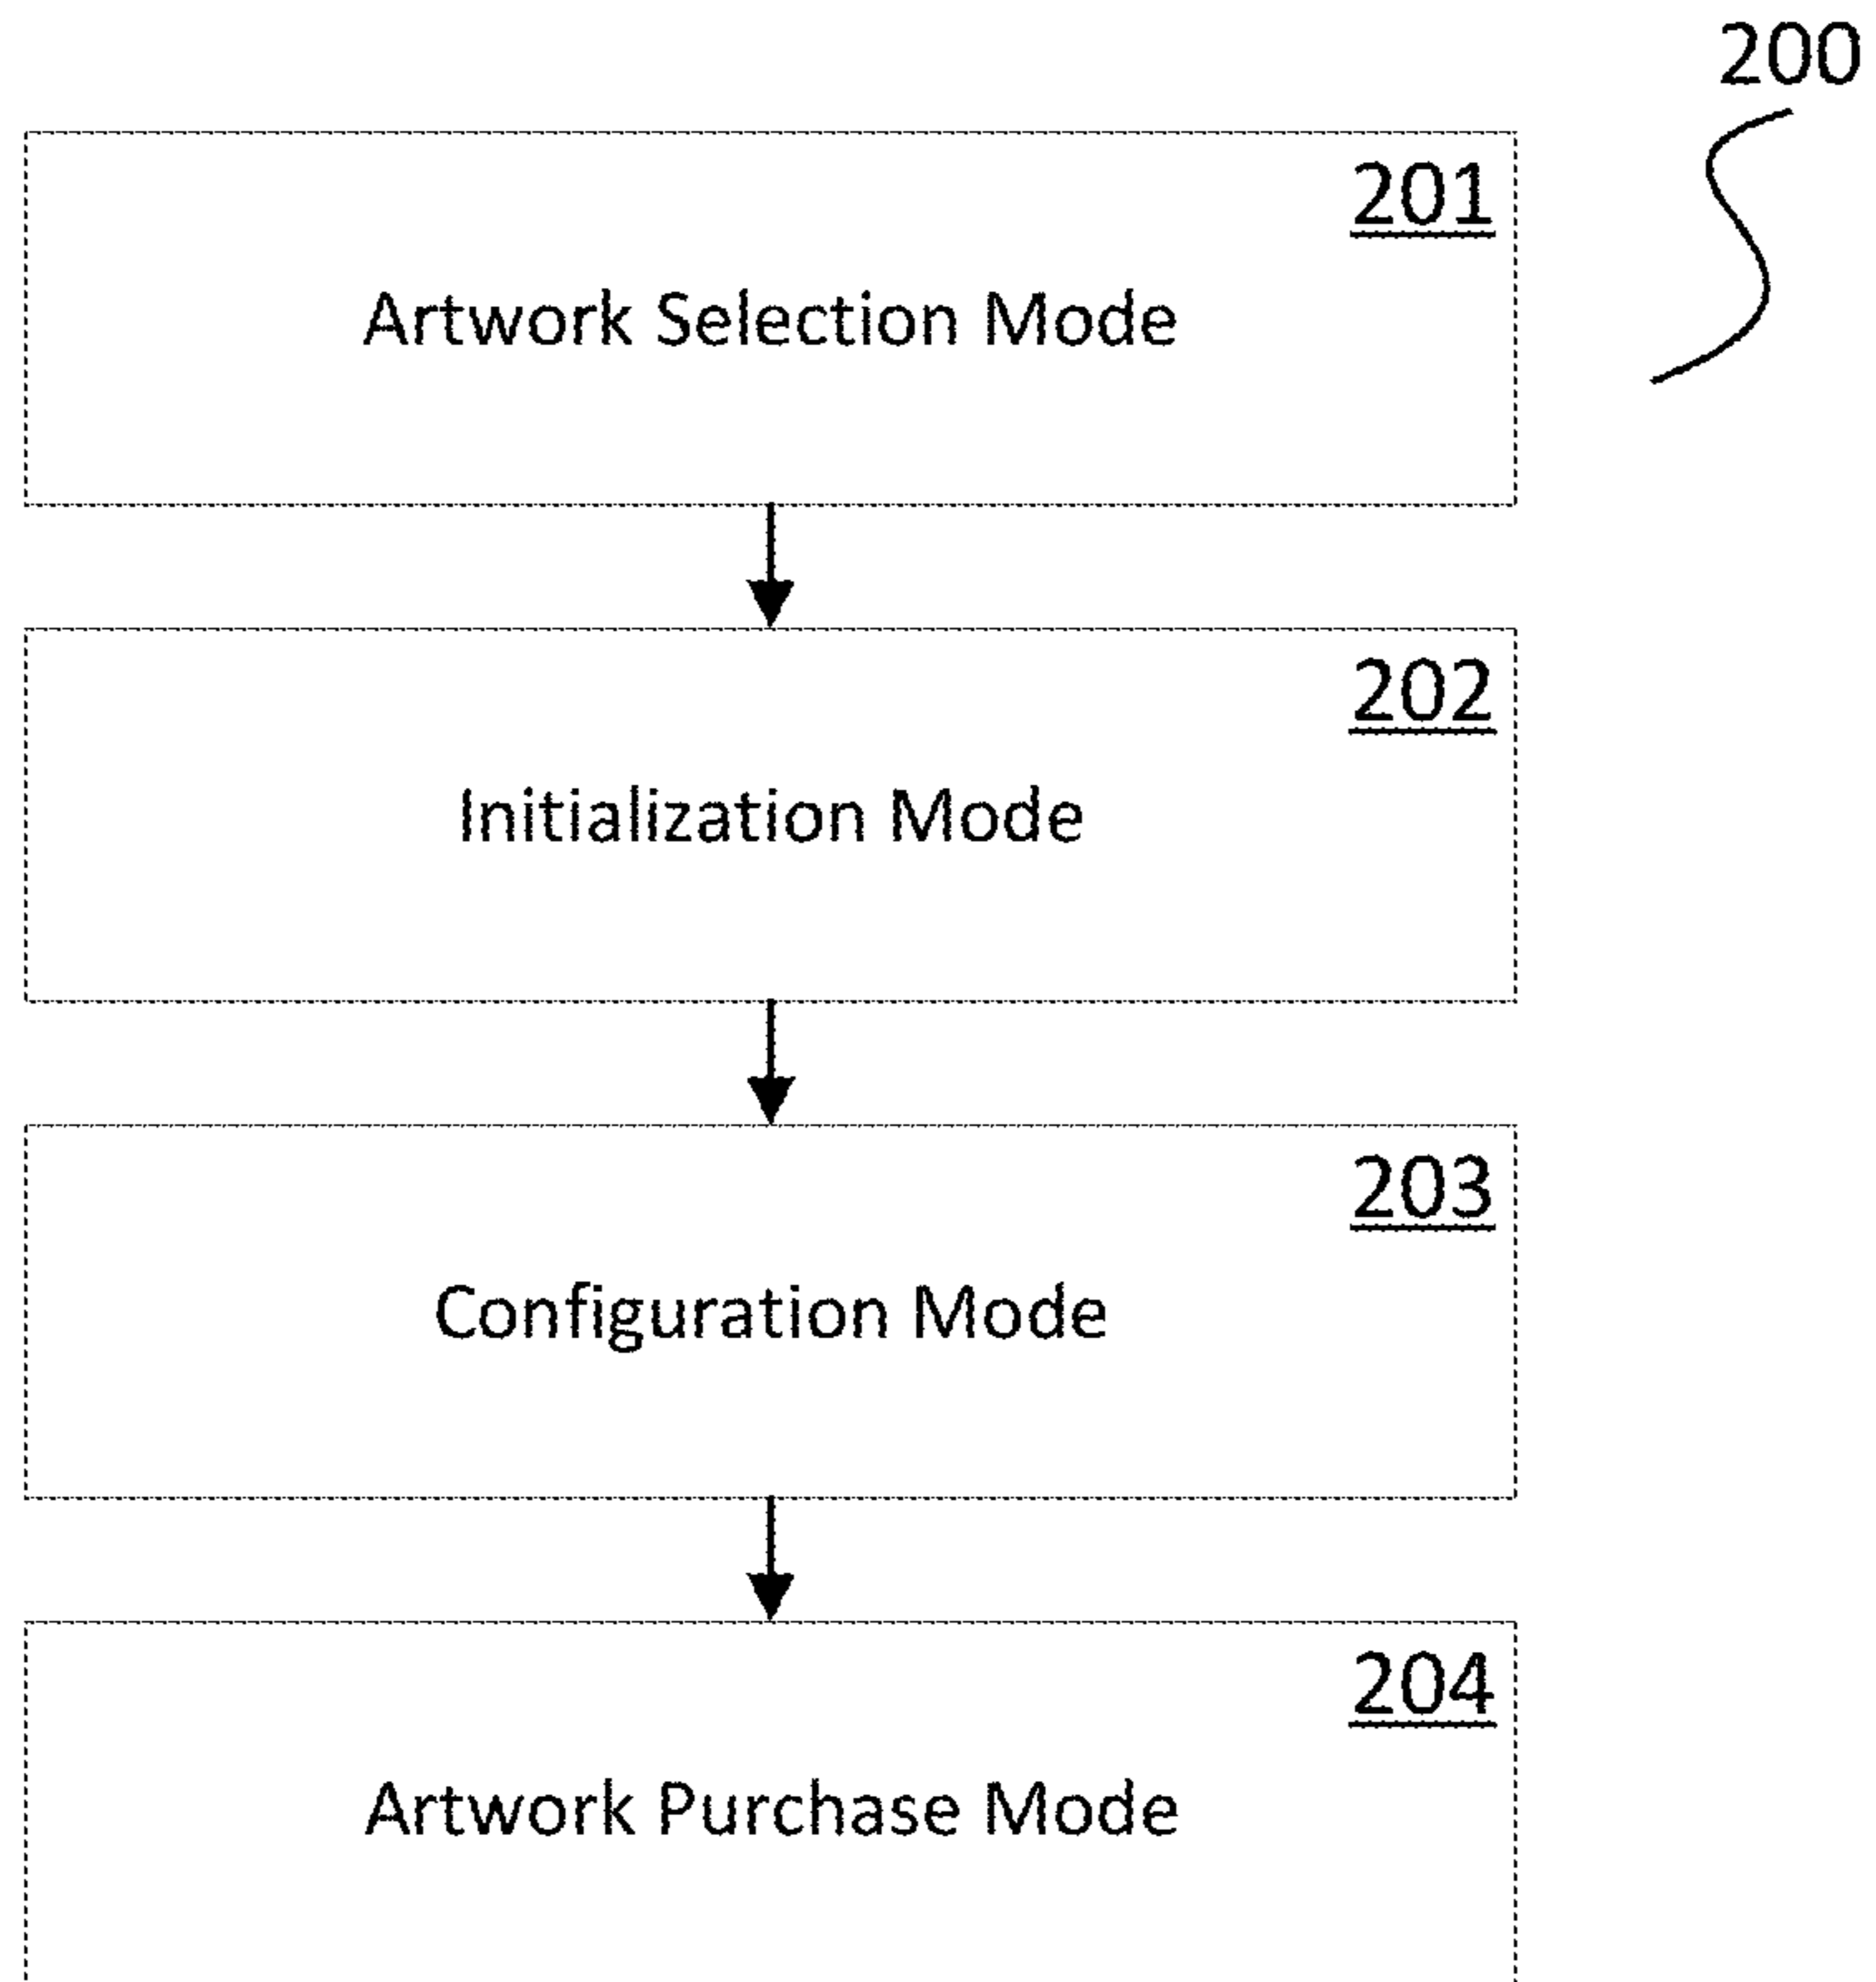 200
201
Artwork Selection Mode
202
Initialization Mode
203
Configuration Mode
204
Artwork Purchase Mode